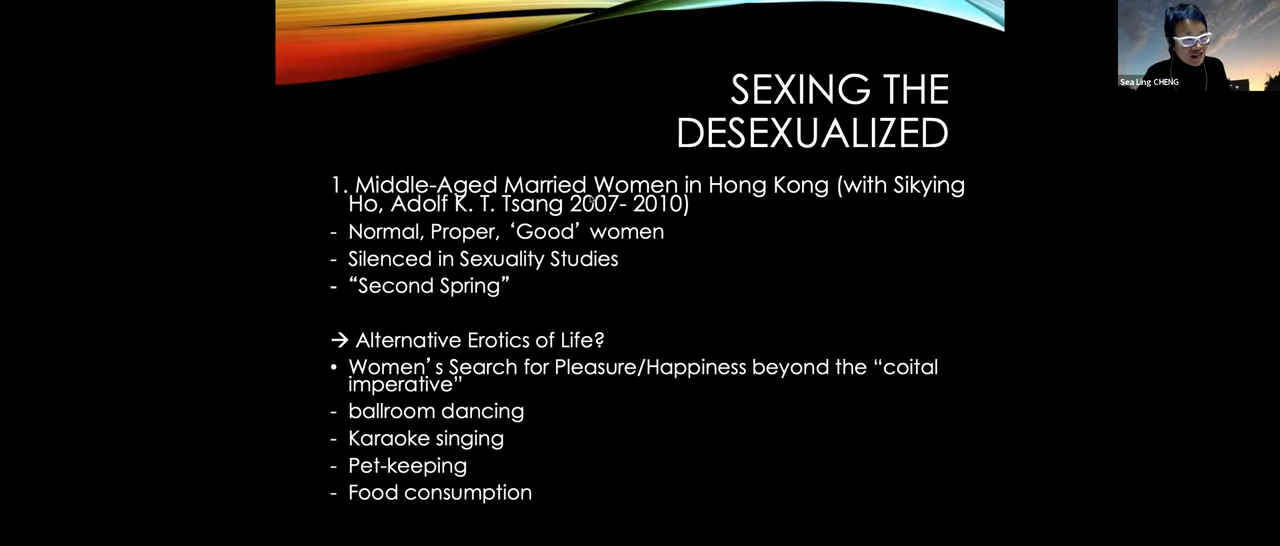 Sea Ling CHENG
SEXING THE
DESEXUALIZED
1. Middle-Aged Married Women in Hong Kong (with Sikying
Ho, Adolf K. T. Tsang 2007- 2010)
- Normal, Proper, ‘Good’ women
- Silenced in Sexuality Studies
- “Second Spring”
→ Alternative Erotics of Life?
• Women’s Search for Pleasure/Happiness beyond the “coital
imperative”
- ballroom dancing
- Karaoke singing
- Pet-keeping
- Food consumption